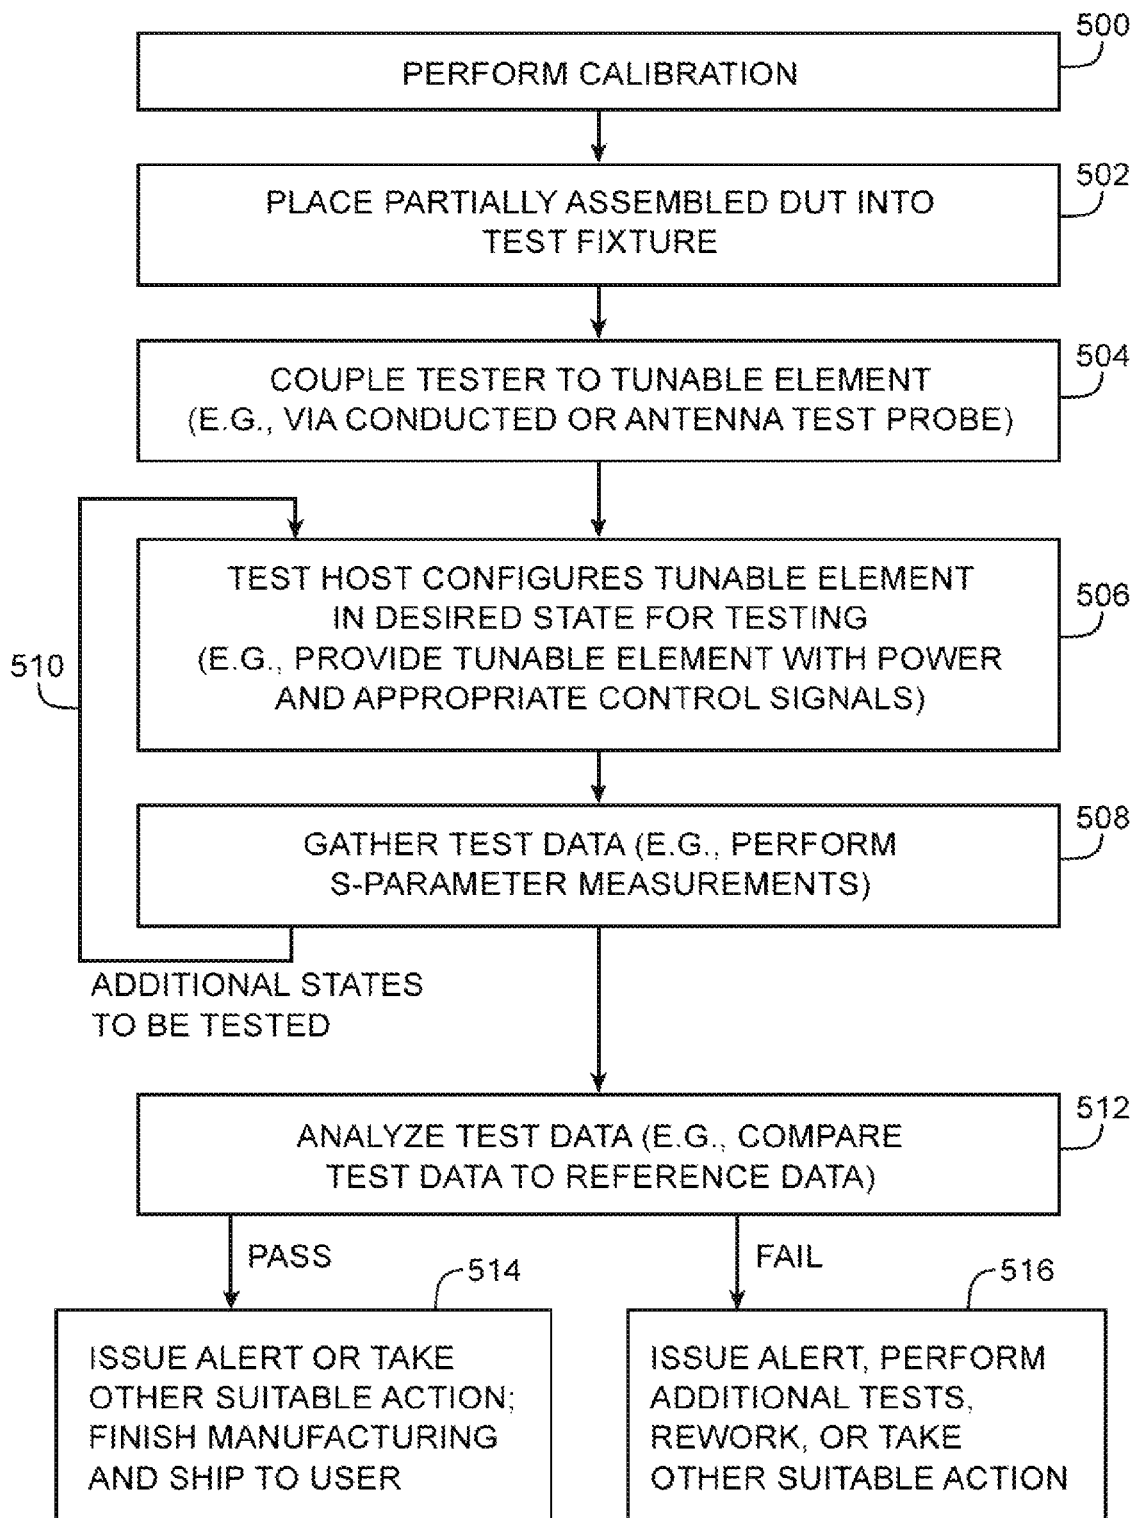 500
PERFORM CALIBRATION
502
PLACE PARTIALLY ASSEMBLED DUT INTO
TEST FIXTURE
504
COUPLE TESTER TO TUNABLE ELEMENT
(E.G., VIA CONDUCTED OR ANTENNA TEST PROBE)
506
TEST HOST CONFIGURES TUNABLE ELEMENT
IN DESIRED STATE FOR TESTING
(E.G., PROVIDE TUNABLE ELEMENT WITH POWER
AND APPROPRIATE CONTROL SIGNALS)
510
508
GATHER TEST DATA (E.G., PERFORM
S-PARAMETER MEASUREMENTS)
ADDITIONAL STATES
TO BE TESTED
512
ANALYZE TEST DATA (E.G., COMPARE
TEST DATA TO REFERENCE DATA)
PASS
FAIL
514
ISSUE ALERT OR TAKE
OTHER SUITABLE ACTION;
FINISH MANUFACTURING
AND SHIP TO USER
516
ISSUE ALERT, PERFORM
ADDITIONAL TESTS,
REWORK, OR TAKE
OTHER SUITABLE ACTION